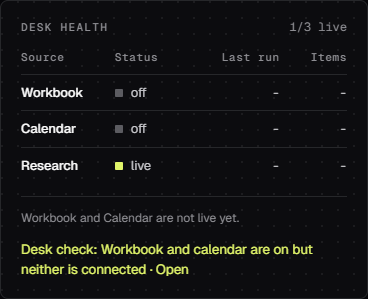 DESK HEALTH 1/3 live
Source Status Last run Items
Workbook off - -
Calendar off - -
Research live - -
Workbook and Calendar are not live yet.
Desk check: Workbook and calendar are on but
neither is connected · Open